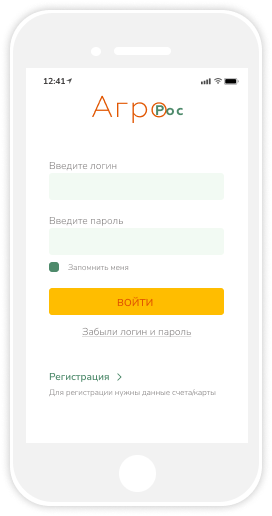 12:41
АгроРос
Введите логин
Введите пароль
Запомнить меня
ВОЙТИ
Забыли логин и пароль
Регистрация
Для регистрации нужны данные счета/карты